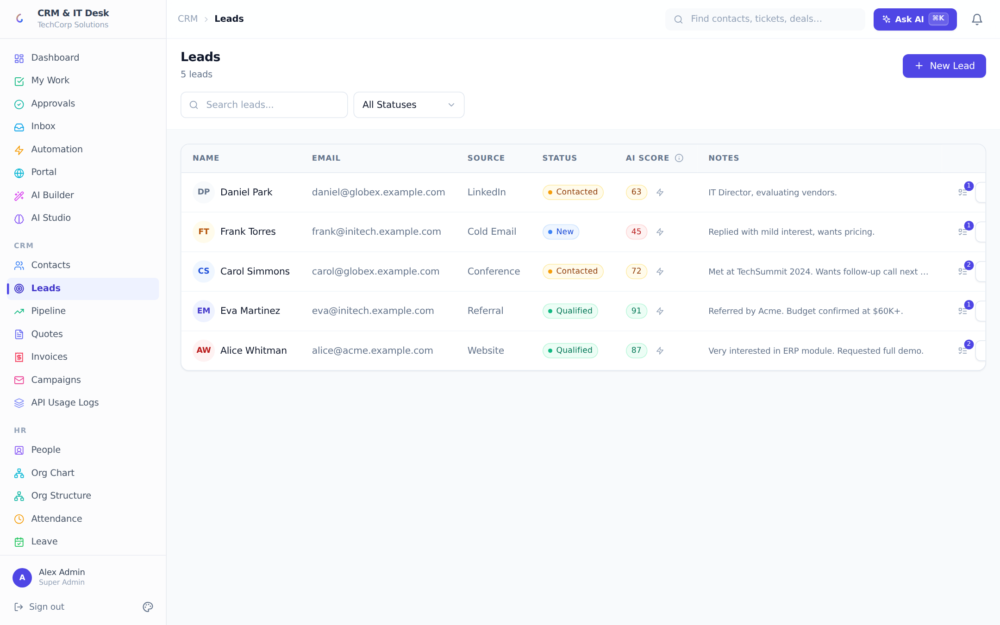 CRM & IT Desk
TechCorp Solutions
Dashboard
My Work
Approvals
Inbox
Automation
Portal
AI Builder
AI Studio
CRM
Contacts
Leads
Pipeline
Quotes
Invoices
Campaigns
API Usage Logs
HR
People
Org Chart
Org Structure
Attendance
Leave
A
Alex Admin
Super Admin
Sign out
CRM > Leads
Find contacts, tickets, deals...
Ask AI ⌘K
Leads
5 leads
New Lead
Search leads...
All Statuses
NAME EMAIL SOURCE STATUS AI SCORE NOTES
DP Daniel Park daniel@globex.example.com LinkedIn Contacted 63 IT Director, evaluating vendors. 1
FT Frank Torres frank@initech.example.com Cold Email New 45 Replied with mild interest, wants pricing. 1
CS Carol Simmons carol@globex.example.com Conference Contacted 72 Met at TechSummit 2024. Wants follow-up call next ... 2
EM Eva Martinez eva@initech.example.com Referral Qualified 91 Referred by Acme. Budget confirmed at $60K+. 1
AW Alice Whitman alice@acme.example.com Website Qualified 87 Very interested in ERP module. Requested full demo. 2